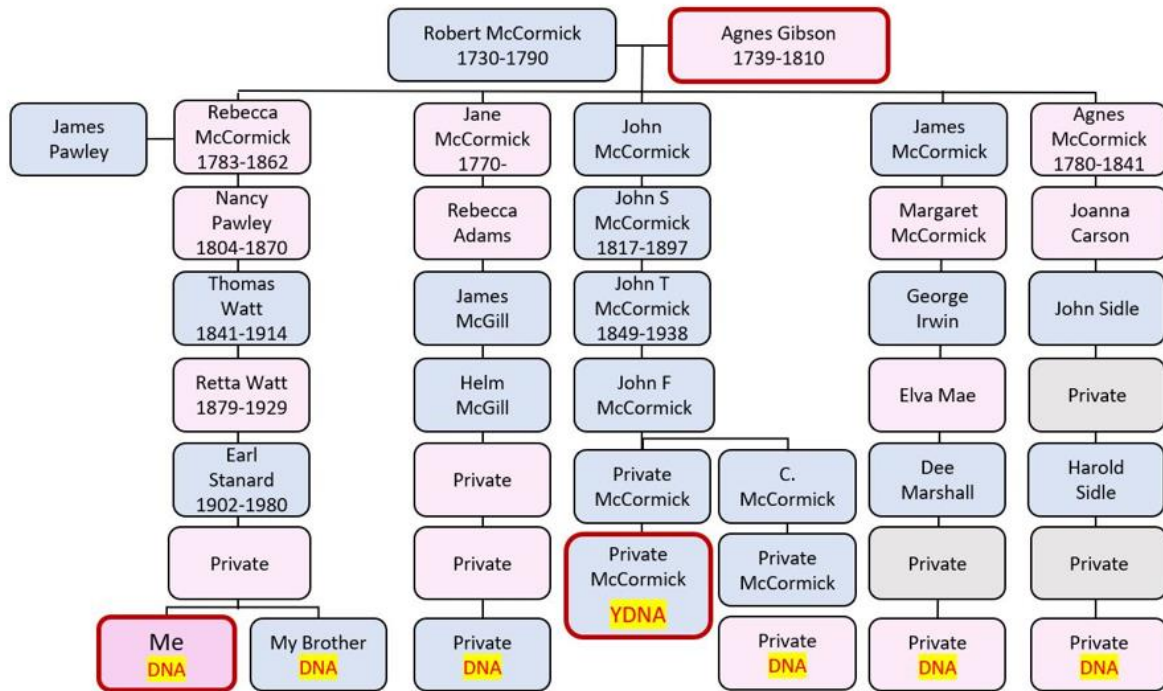 Robert McCormick
1730-1790
Agnes Gibson
1739-1810
James
Pawley
Rebecca
McCormick
1783-1862
Jane
McCormick
1770-
John
McCormick
James
McCormick
Agnes
McCormick
1780-1841
Nancy
Pawley
1804-1870
Rebecca
Adams
John S
McCormick
1817-1897
Margaret
McCormick
Joanna
Carson
Thomas
Watt
1841-1914
James
McGill
John T
McCormick
1849-1938
George
Irwin
John Sidle
Retta Watt
1879-1929
Helm
McGill
John F
McCormick
Elva Mae
Private
Earl
Stanard
1902-1980
Private
Private
McCormick
C.
McCormick
Dee
Marshall
Harold
Sidle
Private
Private
Private
McCormick
YDNA
Private
McCormick
Private
Private
Me
DNA
My Brother
DNA
Private
DNA
Private
DNA
Private
DNA
Private
DNA